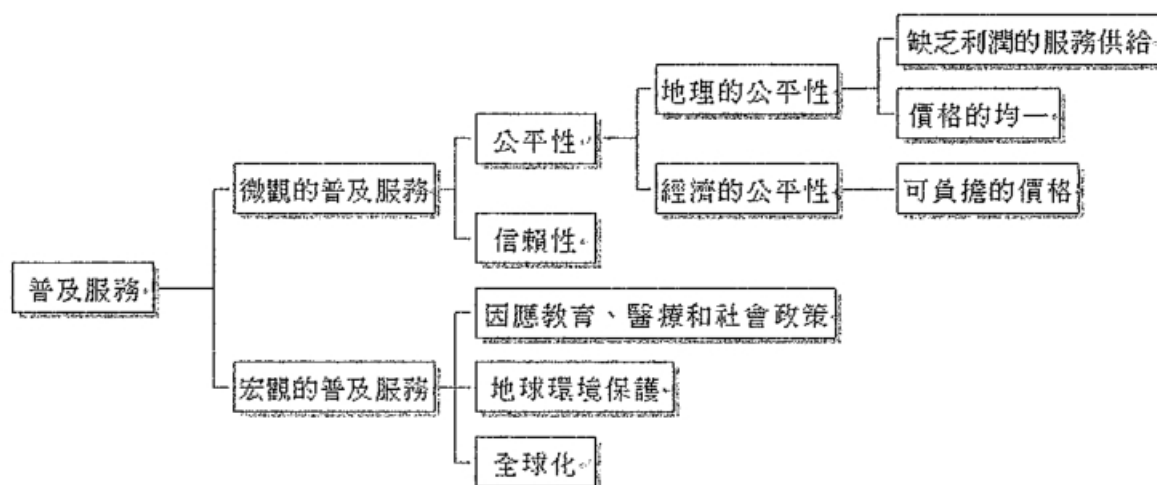 缺乏利潤的服務供給
地理的公平性
價格的均一
公平性
微觀的普及服務
經濟的公平性
可負擔的價格
信賴性
普及服務
因應教育、醫療和社會政策
宏觀的普及服務
地球環境保護
全球化